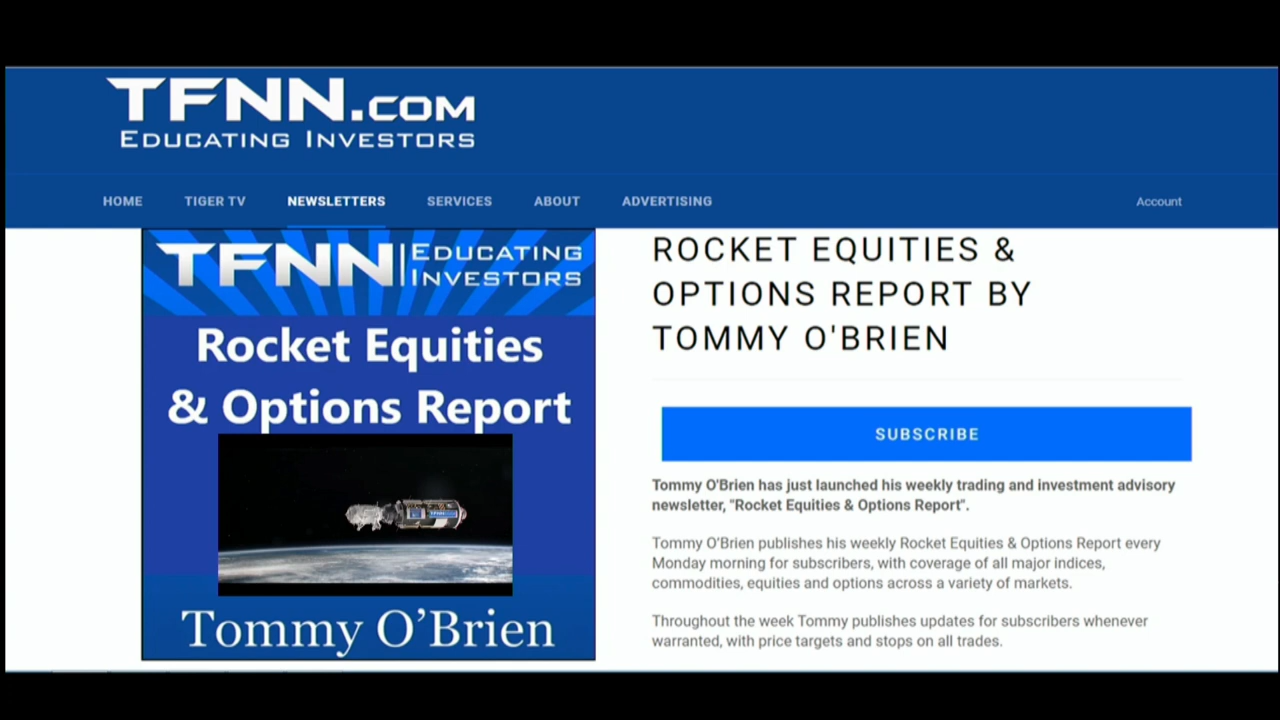 TFNN.COM
EDUCATING INVESTORS
HOME TIGER TV NEWSLETTERS SERVICES ABOUT ADVERTISING Account
TFNN EDUCATING
INVESTORS
Rocket Equities
& Options Report
Tommy O’Brien
ROCKET EQUITIES &
OPTIONS REPORT BY
TOMMY O'BRIEN
SUBSCRIBE
Tommy O'Brien has just launched his weekly trading and investment advisory
newsletter, "Rocket Equities & Options Report".
Tommy O’Brien publishes his weekly Rocket Equities & Options Report every
Monday morning for subscribers, with coverage of all major indices,
commodities, equities and options across a variety of markets.
Throughout the week Tommy publishes updates for subscribers whenever
warranted, with price targets and stops on all trades.